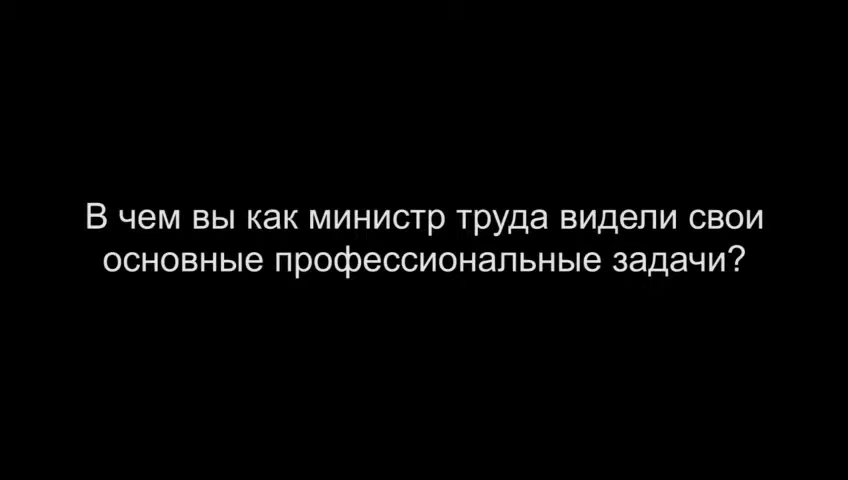 В чем вы как министр труда видели свои
основные профессиональные задачи?